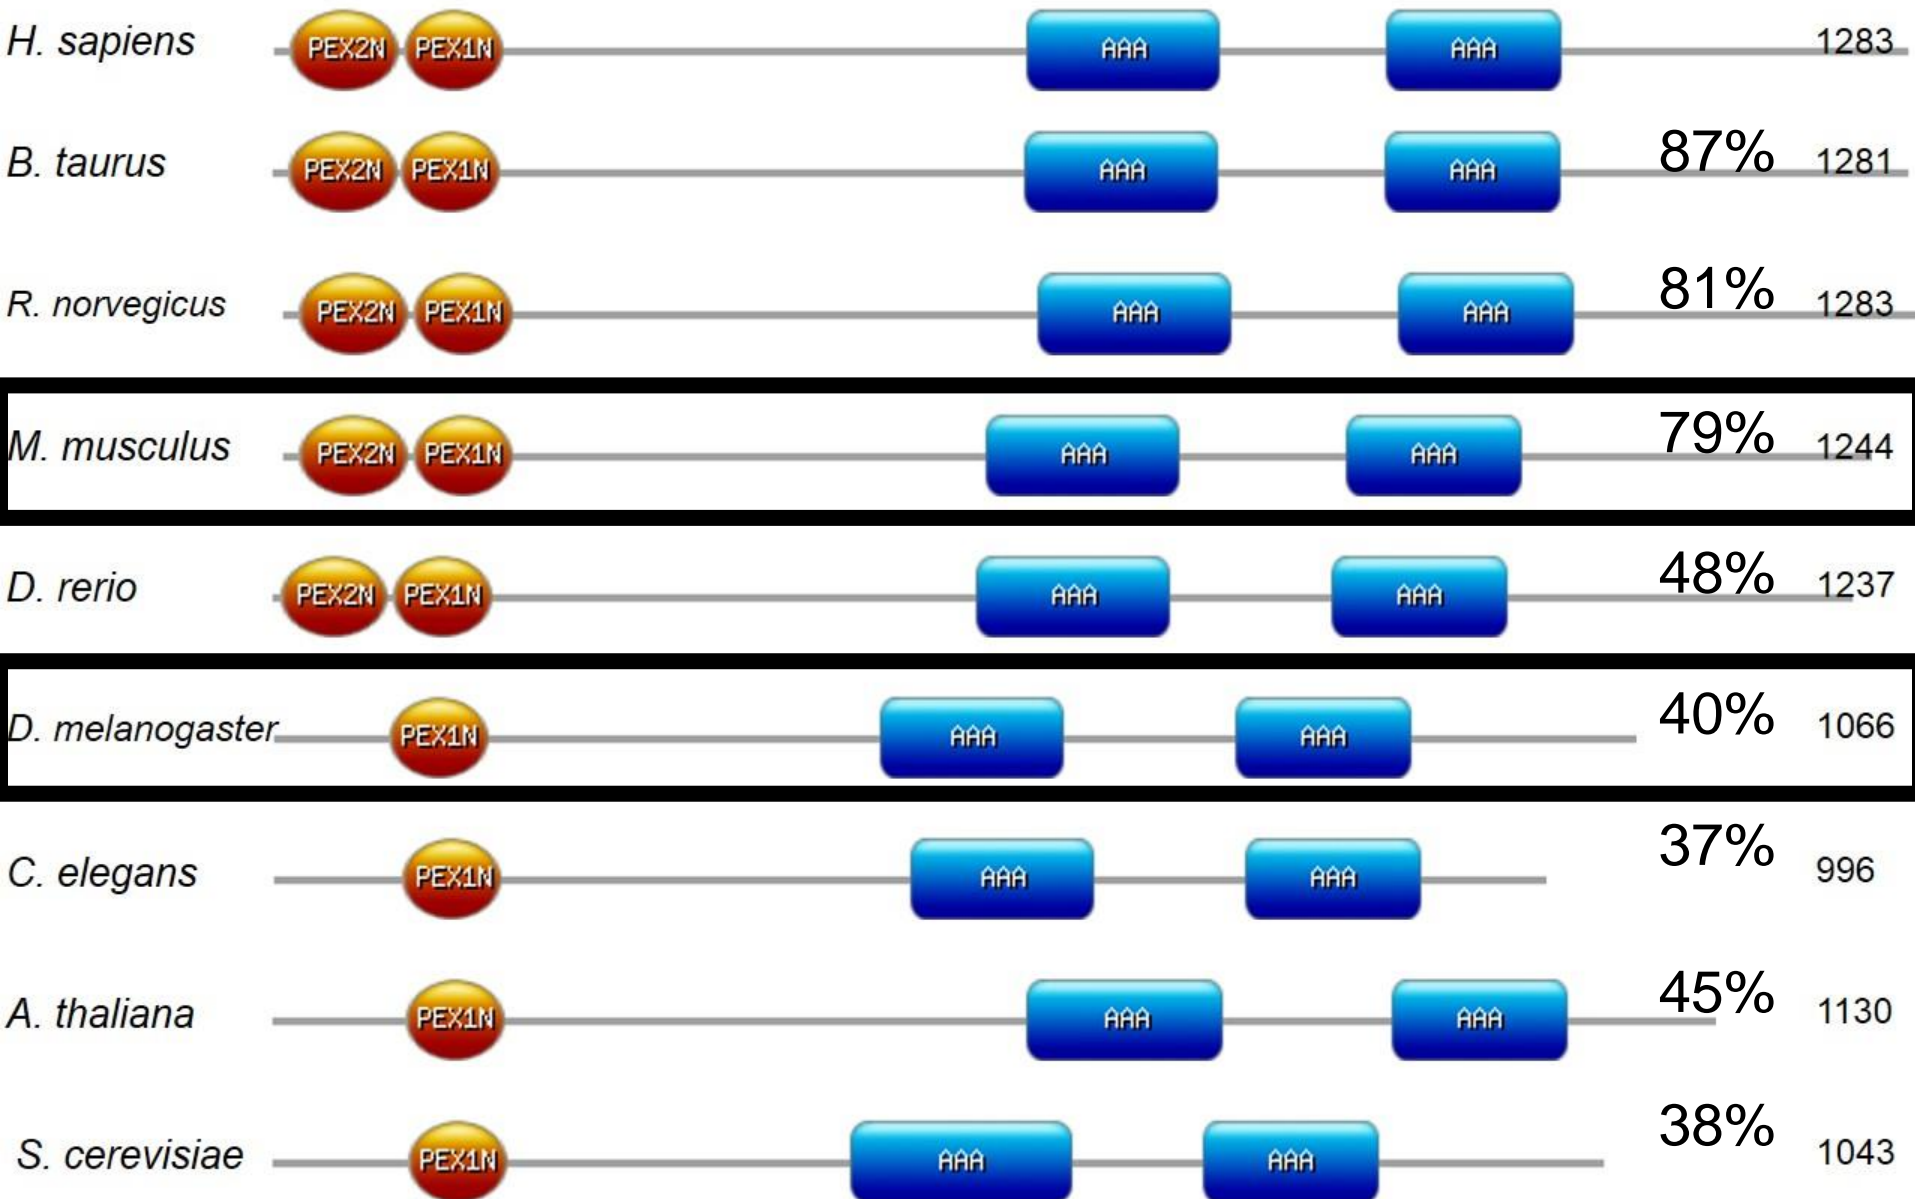 H. sapiens PEX2N PEX1N AAA AAA 1283
B. taurus PEX2N PEX1N AAA AAA 87% 1281
R. norvegicus PEX2N PEX1N AAA AAA 81% 1283
M. musculus PEX2N PEX1N AAA AAA 79% 1244
D. rerio PEX2N PEX1N AAA AAA 48% 1237
D. melanogaster PEX1N AAA AAA 40% 1066
C. elegans PEX1N AAA AAA 37% 996
A. thaliana PEX1N AAA AAA 45% 1130
S. cerevisiae PEX1N AAA AAA 38% 1043